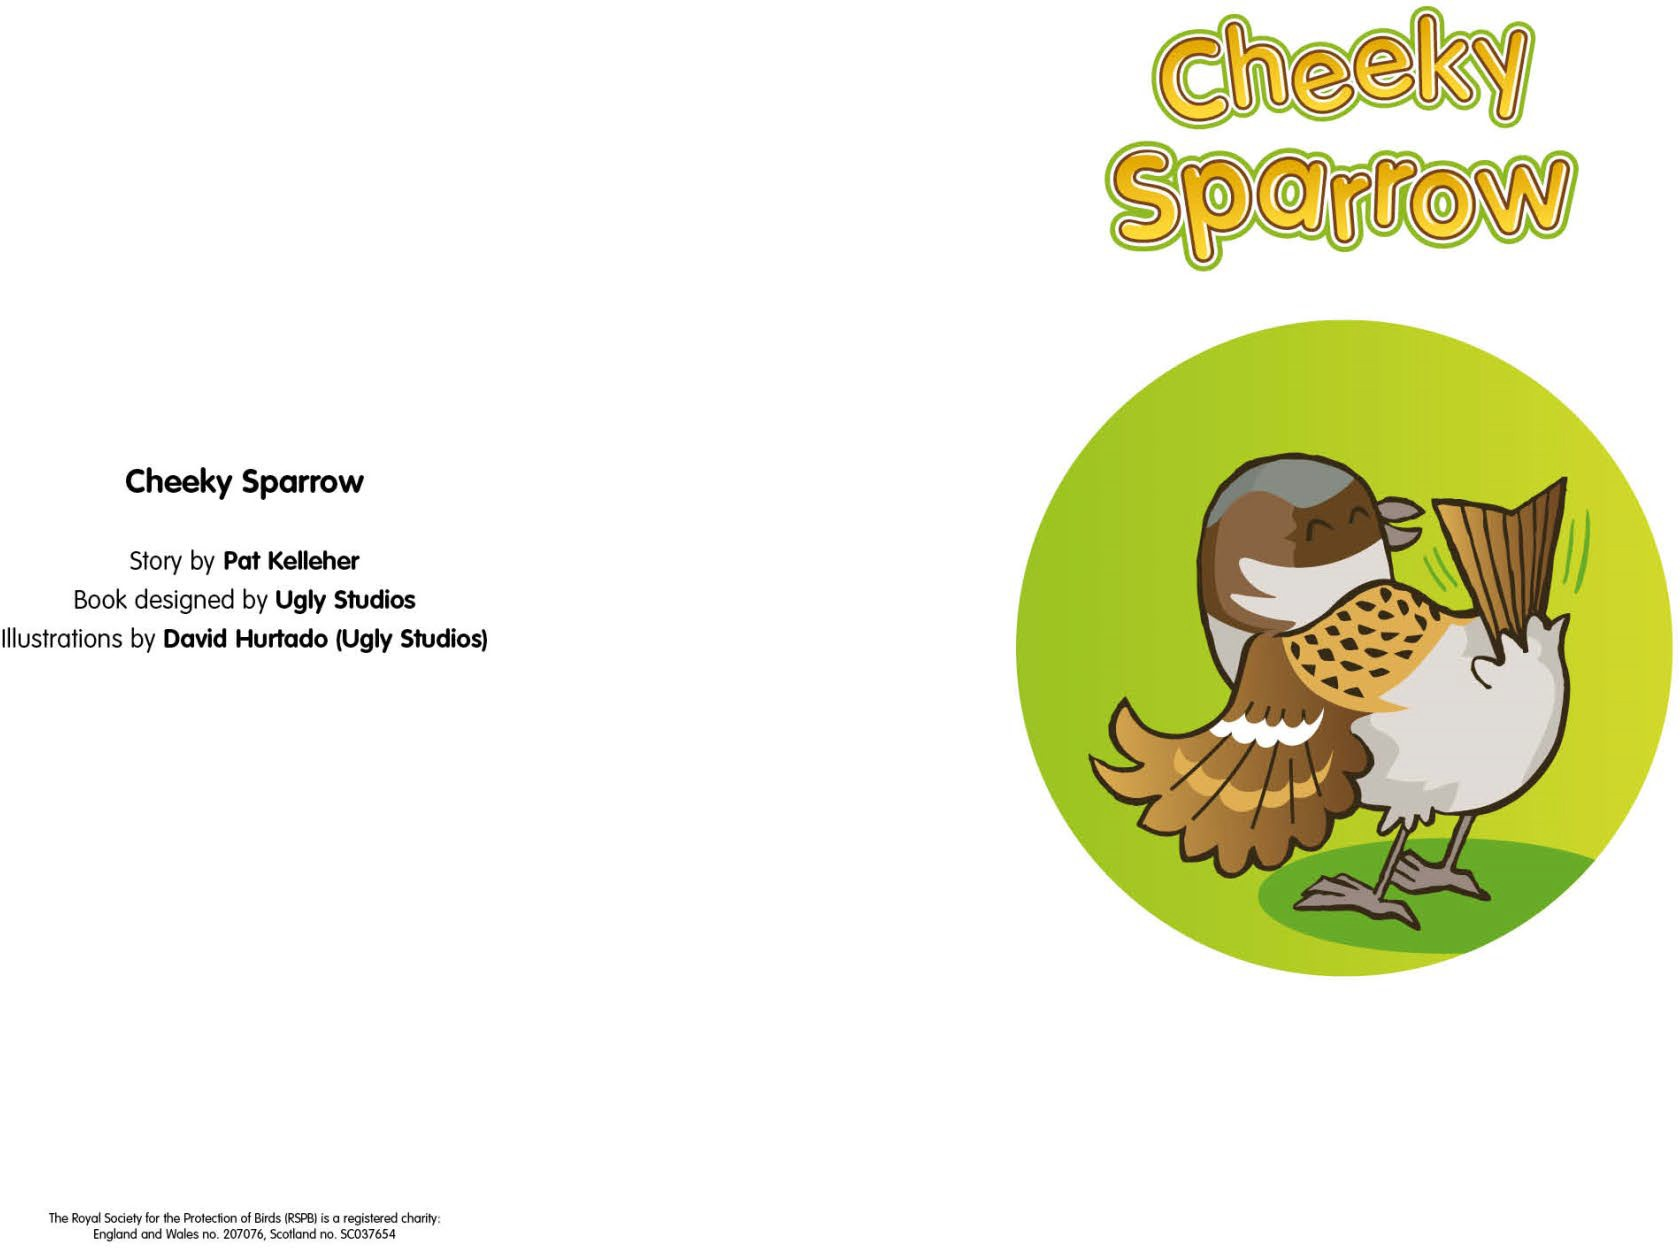 Cheeky Sparrow
Story by Pat Kelleher
Book designed by Ugly Studios
Illustrations by David Hurtado (Ugly Studios)
The Royal Society for the Protection of Birds (RSPB) is a registered charity:
England and Wales no. 207076, Scotland no. SC037654
Cheeky
Sparrow